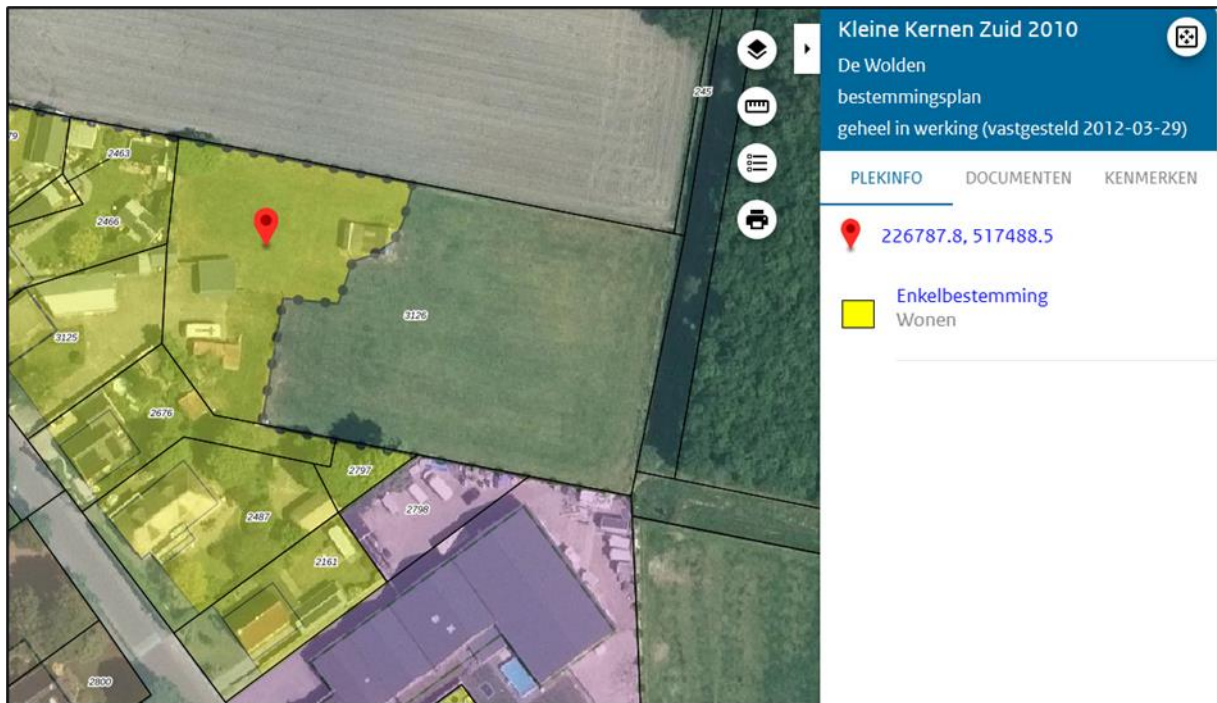 Kleine Kernen Zuid 2010
De Wolden
bestemmingsplan
geheel in werking (vastgesteld 2012-03-29)
PLEKINFO DOCUMENTEN KENMERKEN
226787.8, 517488.5
Enkelbestemming
Wonen
245
79
2463
2466
3126
3125
2676
2797
2487
2798
2161
2800